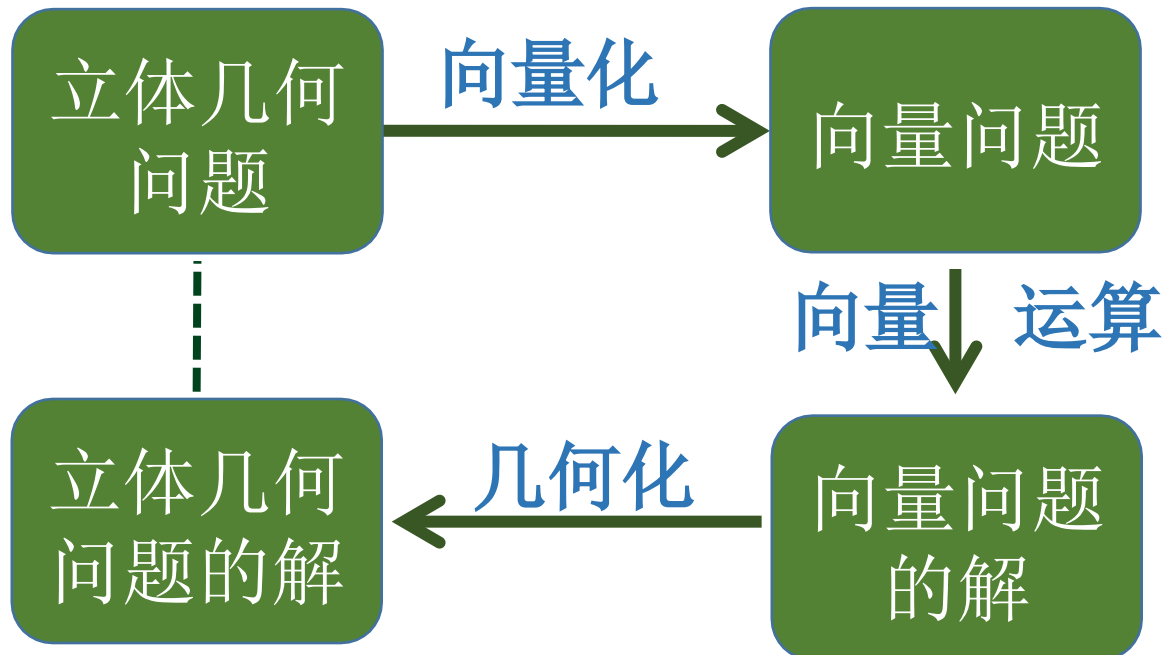 立体几何
问题
向量化
向量问题
向量 运算
立体几何
问题的解
几何化
向量问题
的解